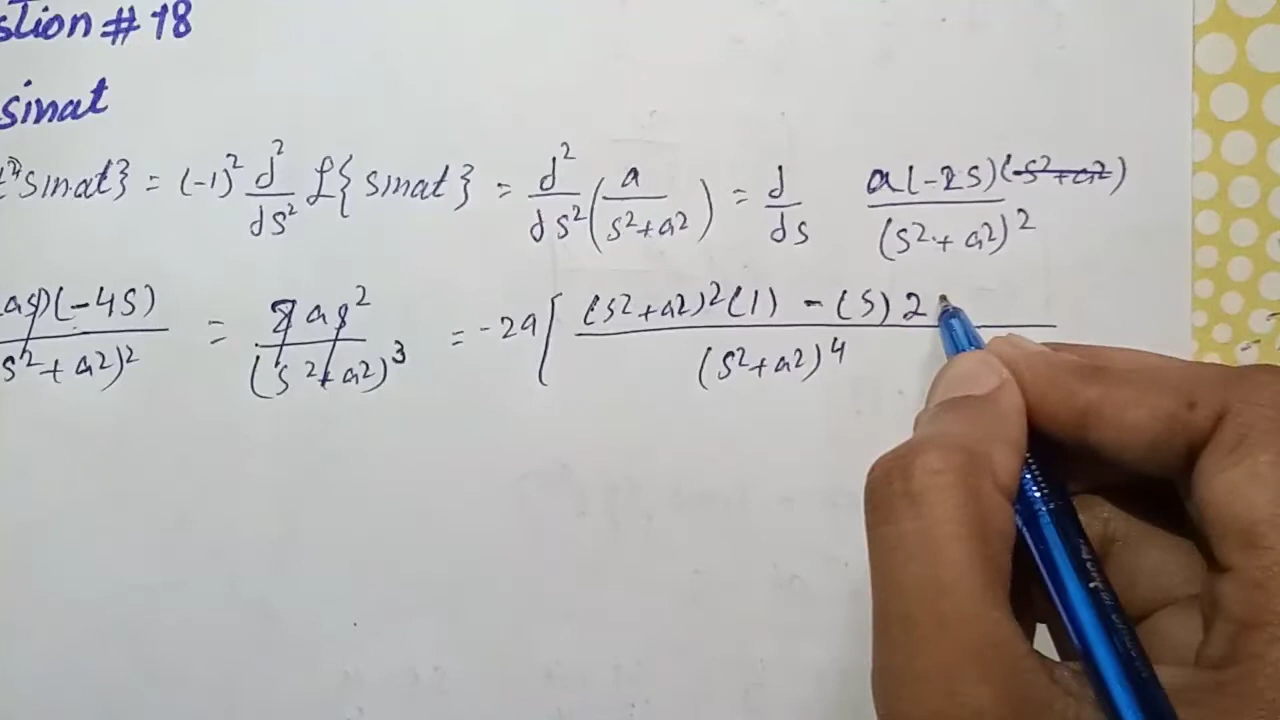 stion # 18
sinat
t² sinat} = (-1)² d²/ds² £{ sinat } = d²/ds² (a/(s²+a²)) = d/ds a(-2s)(-s²+a²)/(s²+a²)²
as)(-4s)/(s²+a²)² = 8as²/(s²+a²)³ = -2a[ (s²+a²)²(1) - (s) 2/(s²+a²)⁴